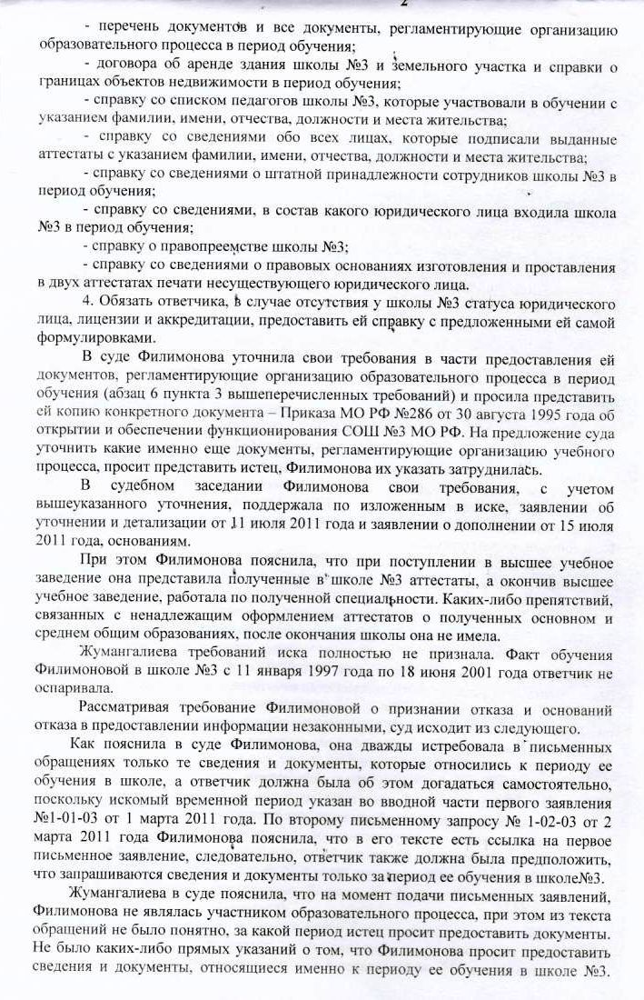 2
- перечень документов и все документы, регламентирующие организацию
образовательного процесса в период обучения;
- договора об аренде здания школы №3 и земельного участка и справки о
границах объектов недвижимости в период обучения;
- справку со списком педагогов школы №3, которые участвовали в обучении с
указанием фамилии, имени, отчества, должности и места жительства;
- справку со сведениями обо всех лицах, которые подписали выданные
аттестаты с указанием фамилии, имени, отчества, должности и места жительства;
- справку со сведениями о штатной принадлежности сотрудников школы №3 в
период обучения;
- справку со сведениями, в состав какого юридического лица входила школа
№3 в период обучения;
- справку о правопреемстве школы №3;
- справку со сведениями о правовых основаниях изготовления и проставления
в двух аттестатах печати несуществующего юридического лица.
4. Обязать ответчика, в случае отсутствия у школы №3 статуса юридического
лица, лицензии и аккредитации, предоставить ей справку с предложенными ей самой
формулировками.
В суде Филимонова уточнила свои требования в части предоставления ей
документов, регламентирующие организацию образовательного процесса в период
обучения (абзац 6 пункта 3 вышеперечисленных требований) и просила представить
ей копию конкретного документа – Приказа МО РФ №286 от 30 августа 1995 года об
открытии и обеспечении функционирования СОШ №3 МО РФ. На предложение суда
уточнить какие именно еще документы, регламентирующие организацию учебного
процесса, просит представить истец, Филимонова их указать затруднилась.
В судебном заседании Филимонова свои требования, с учетом
вышеуказанного уточнения, поддержала по изложенным в иске, заявлении об
уточнении и детализации от 11 июля 2011 года и заявлении о дополнении от 15 июля
2011 года, основаниям.
При этом Филимонова пояснила, что при поступлении в высшее учебное
заведение она представила полученные в школе №3 аттестаты, а окончив высшее
учебное заведение, работала по полученной специальности. Каких-либо препятствий,
связанных с ненадлежащим оформлением аттестатов о полученных основном и
среднем общим образованиях, после окончания школы она не имела.
Жумангалиева требований иска полностью не признала. Факт обучения
Филимоновой в школе №3 с 11 января 1997 года по 18 июня 2001 года ответчик не
оспаривала.
Рассматривая требование Филимоновой о признании отказа и оснований
отказа в предоставлении информации незаконными, суд исходит из следующего.
Как пояснила в суде Филимонова, она дважды истребовала в письменных
обращениях только те сведения и документы, которые относились к периоду ее
обучения в школе, а ответчик должна была об этом догадаться самостоятельно,
поскольку искомый временной период указан во вводной части первого заявления
№1-01-03 от 1 марта 2011 года. По второму письменному запросу № 1-02-03 от 2
марта 2011 года Филимонова пояснила, что в его тексте есть ссылка на первое
письменное заявление, следовательно, ответчик также должна была предположить,
что запрашиваются сведения и документы только за период ее обучения в школе№3.
Жумангалиева в суде пояснила, что на момент подачи письменных заявлений,
Филимонова не являлась участником образовательного процесса, при этом из текста
обращений не было понятно, за какой период истец просит предоставить документы.
Не было каких-либо прямых указаний о том, что Филимонова просит предоставить
сведения и документы, относящиеся именно к периоду ее обучения в школе №3.